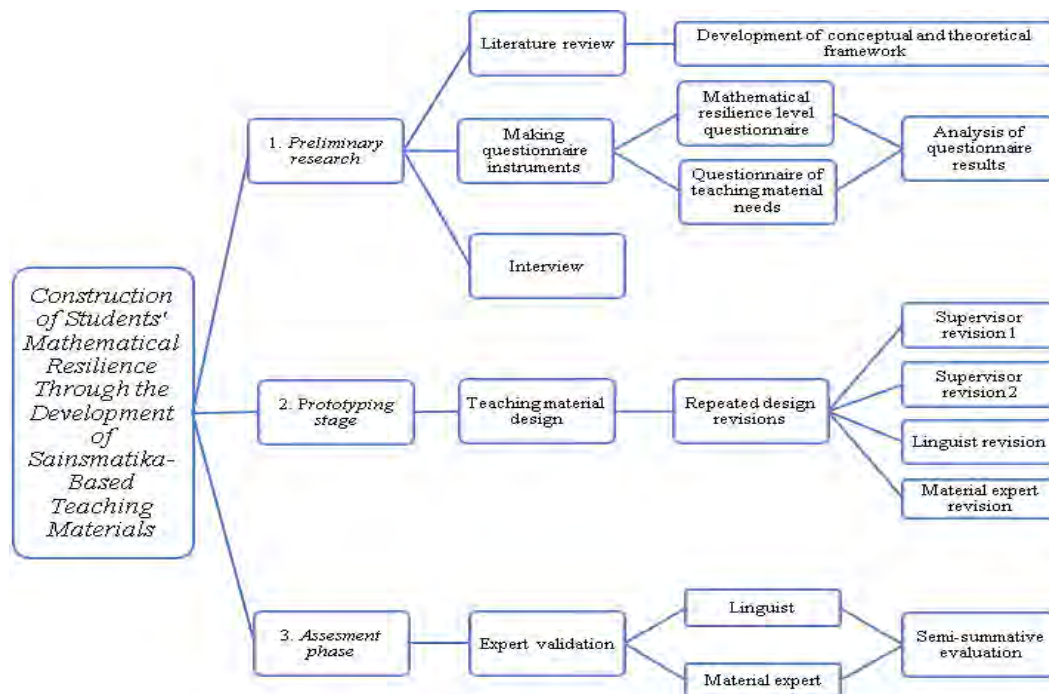 Construction
of Students'
Mathematical
Resilience
Through the
Development
of
Sainsmatika-
Based
Teaching
Materials
1. Preliminary
research
Literature review
Development of conceptual and theoretical
framework
Making
questionnaire
instruments
Mathematical
resilience level
questionnaire
Questionnaire of
teaching material
needs
Analysis of
questionnaire
results
Interview
2. Prototyping
stage
Teaching material
design
Repeated design
revisions
Supervisor
revision 1
Supervisor
revision 2
Linguist revision
Material expert
revision
3. Assesment
phase
Expert validation
Linguist
Material expert
Semi-summative
evaluation